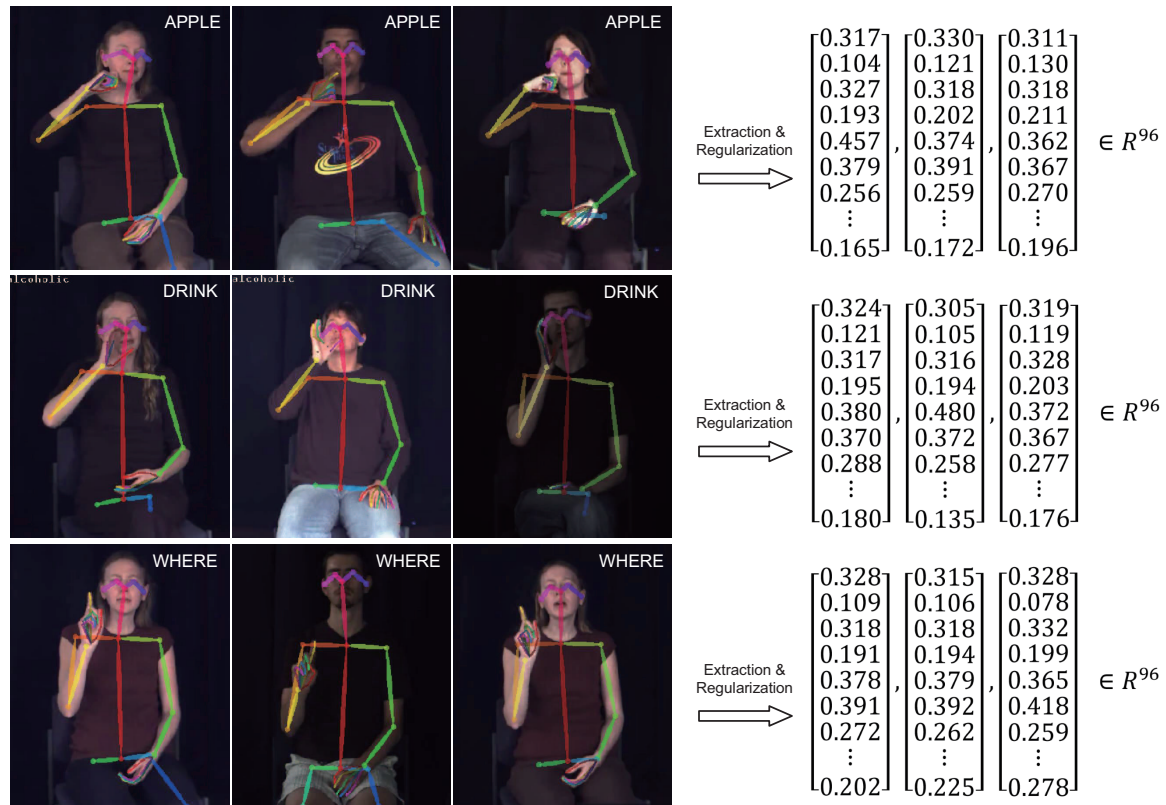 APPLE APPLE APPLE
Extraction &
Regularization
0.317 0.330 0.311
0.104 0.121 0.130
0.327 0.318 0.318
0.193 0.202 0.211
0.457 , 0.374 , 0.362 ∈ R^96
0.379 0.391 0.367
0.256 0.259 0.270
⋮ ⋮ ⋮
0.165 0.172 0.196
alcoholic DRINK alcoholic DRINK DRINK
Extraction &
Regularization
0.324 0.305 0.319
0.121 0.105 0.119
0.317 0.316 0.328
0.195 0.194 0.203
0.380 , 0.480 , 0.372 ∈ R^96
0.370 0.372 0.367
0.288 0.258 0.277
⋮ ⋮ ⋮
0.180 0.135 0.176
WHERE WHERE WHERE
Extraction &
Regularization
0.328 0.315 0.328
0.109 0.106 0.078
0.318 0.318 0.332
0.191 0.194 0.199
0.378 , 0.379 , 0.365 ∈ R^96
0.391 0.392 0.418
0.272 0.262 0.259
⋮ ⋮ ⋮
0.202 0.225 0.278